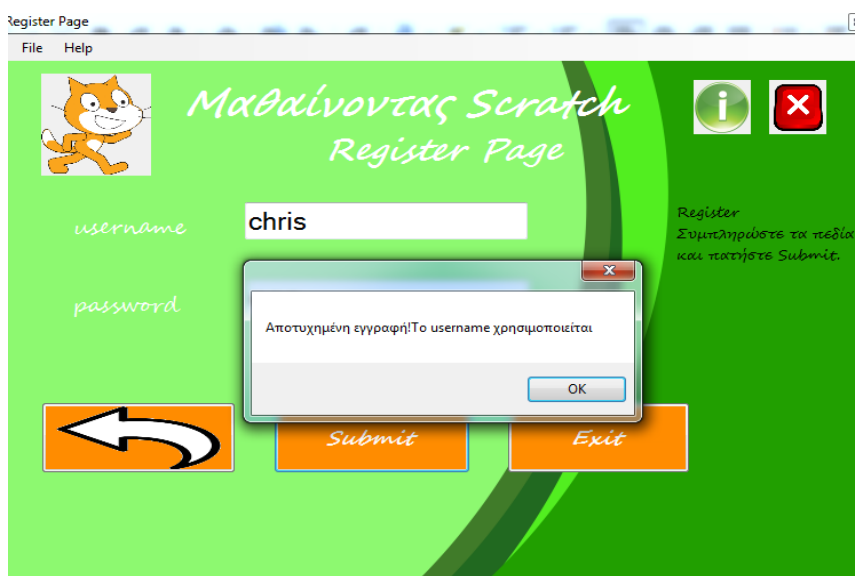 Register Page
File Help
Μαθαίνοντας Scratch
Register Page
username
chris
Register
Συμπληρώστε τα πεδία
και πατήστε Submit.
password
Αποτυχημένη εγγραφή!Το username χρησιμοποιείται
OK
Submit
Exit